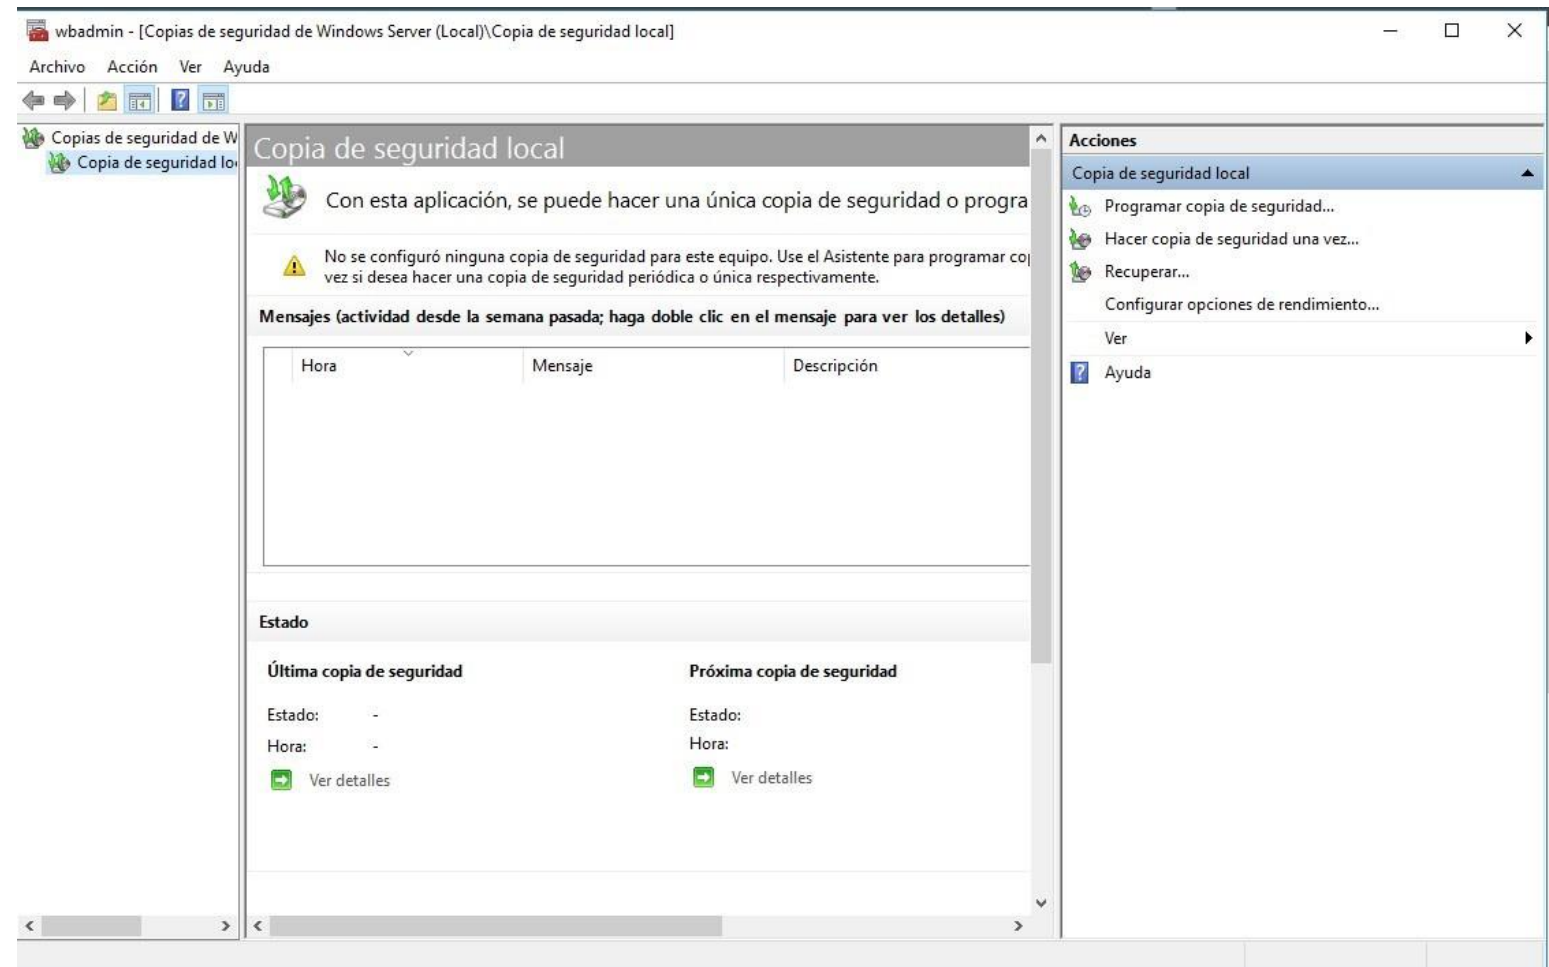 wbadmin - [Copias de seguridad de Windows Server (Local)\Copia de seguridad local]
Archivo Acción Ver Ayuda
Copias de seguridad de W
Copia de seguridad lo
Copia de seguridad local
Con esta aplicación, se puede hacer una única copia de seguridad o progra
No se configuró ninguna copia de seguridad para este equipo. Use el Asistente para programar co
vez si desea hacer una copia de seguridad periódica o única respectivamente.
Mensajes (actividad desde la semana pasada; haga doble clic en el mensaje para ver los detalles)
Hora Mensaje Descripción
Estado
Última copia de seguridad
Estado: -
Hora: -
Ver detalles
Próxima copia de seguridad
Estado:
Hora:
Ver detalles
Acciones
Copia de seguridad local
Programar copia de seguridad...
Hacer copia de seguridad una vez...
Recuperar...
Configurar opciones de rendimiento...
Ver
Ayuda